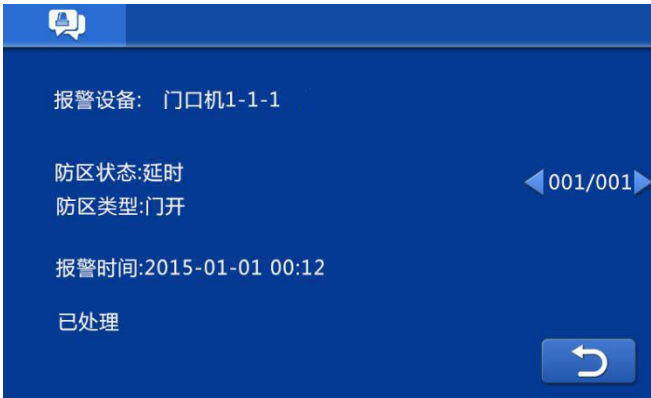 报警设备: 门口机1-1-1
防区状态:延时
001/001
防区类型:门开
报警时间:2015-01-01 00:12
已处理